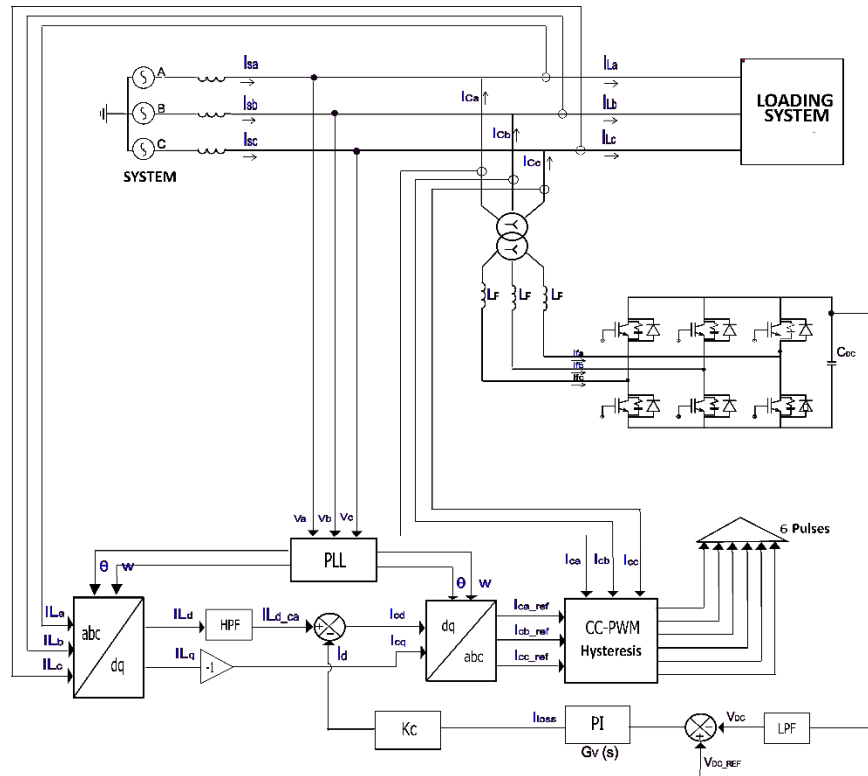 A
Isa
ILa
B
Isb
ILb
C
Isc
ILc
SYSTEM
LOADING
SYSTEM
ICa
ICb
ICc
LF
LF
LF
CDC
Ifa
Ifb
Ifc
Va
Vb
Vc
PLL
6 Pulses
Ica
Icb
Icc
θ
w
θ
w
ILa
ILb
ILc
abc
dq
ILd
HPF
ILd_ca
+
−
Icd
ILq
-1
Icq
Id
dq
abc
Ica_ref
Icb_ref
Icc_ref
CC-PWM
Hysteresis
Kc
Iloss
PI
GV (s)
−
+
VDC
LPF
VDC_REF